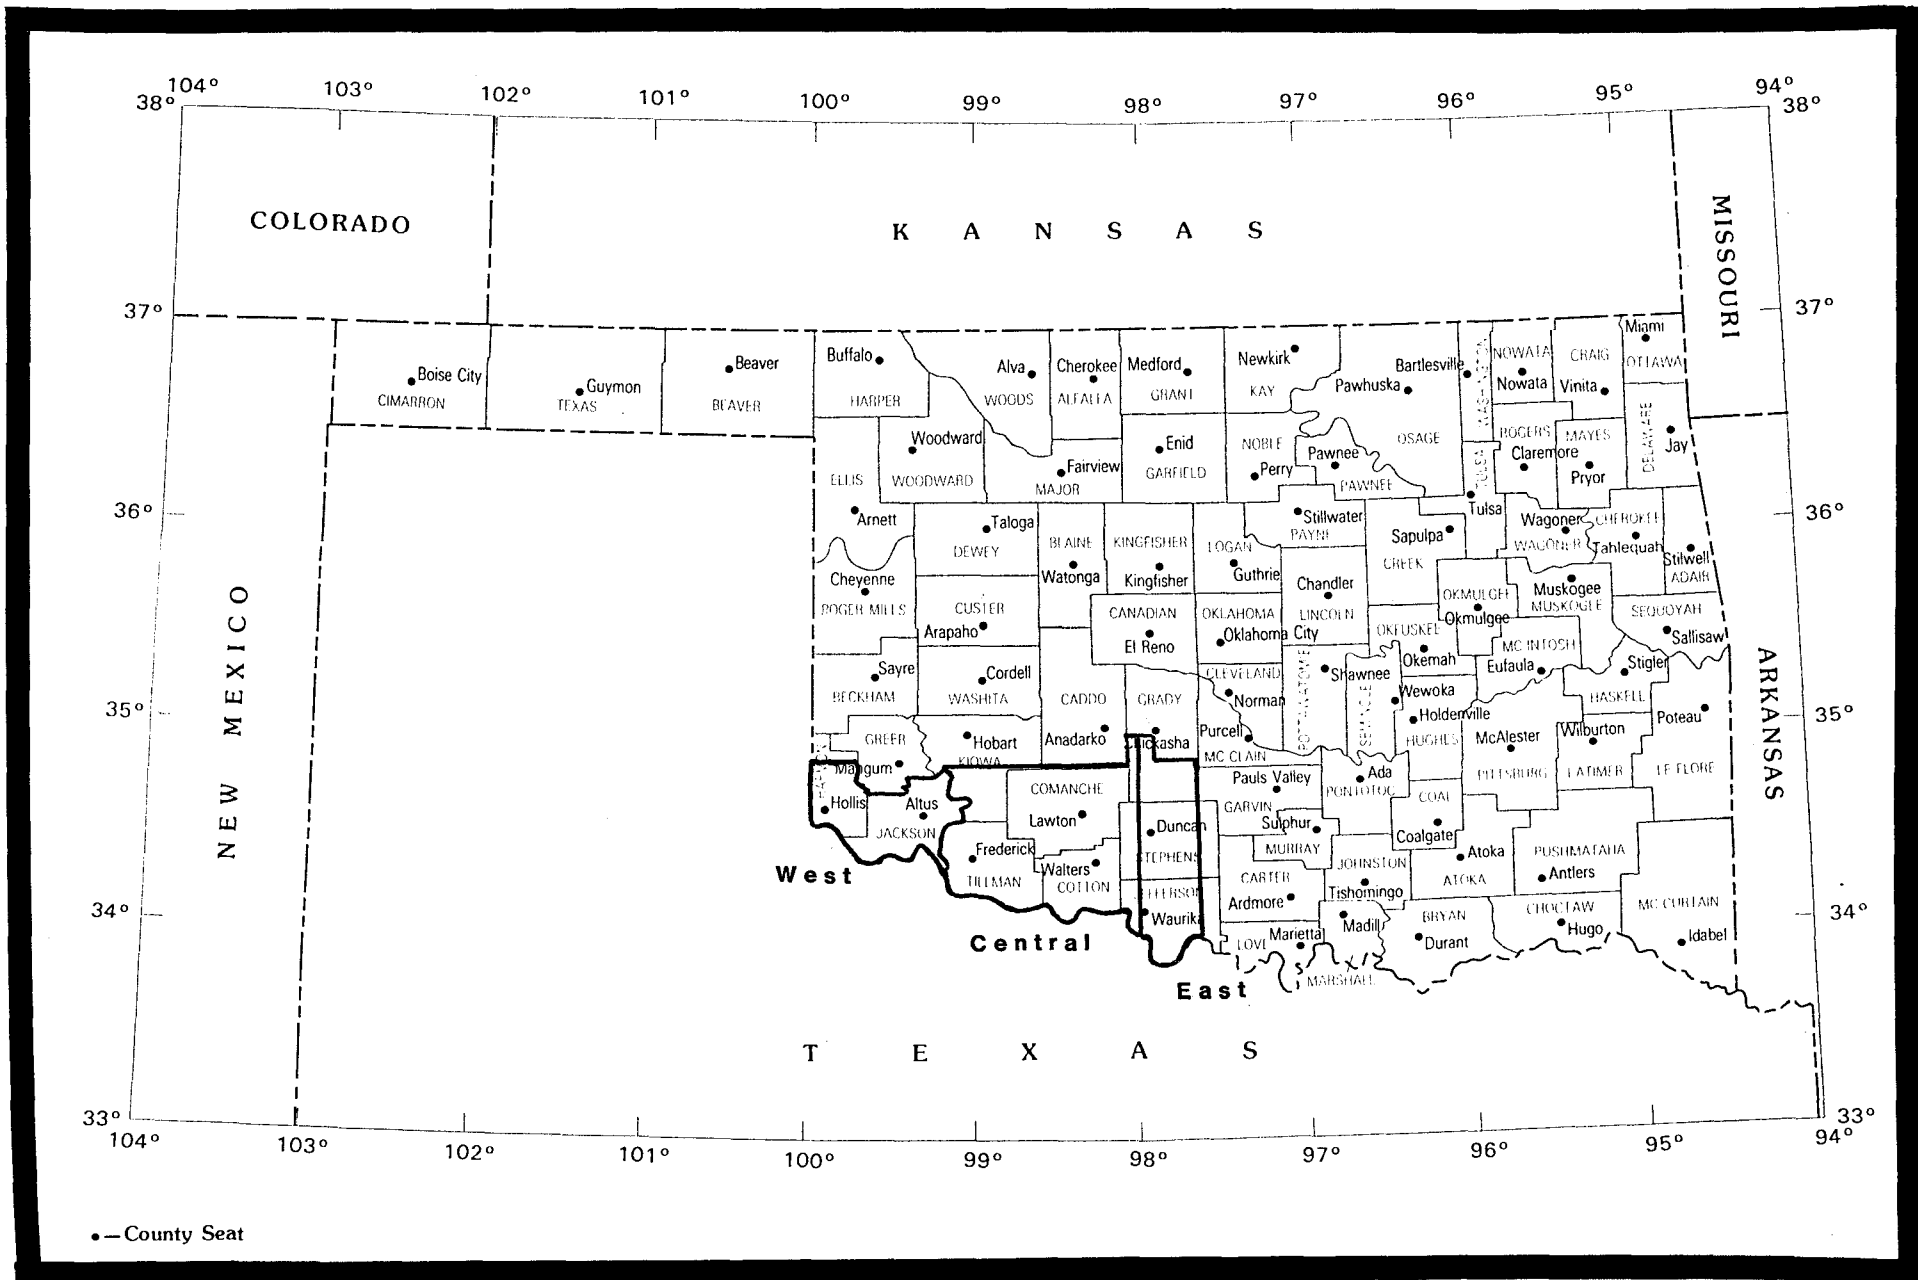 104° 103° 102° 101° 100° 99° 98° 97° 96° 95° 94°
38° 38°
COLORADO
K A N S A S
MISSOURI
37° 37°
Boise City
CIMARRON
Guymon
TEXAS
Beaver
BEAVER
Buffalo
HARPER
Alva
WOODS
Cherokee
ALFALFA
Medford
GRANT
Newkirk
KAY
Pawhuska
OSAGE
Bartlesville
WASHINGTON
NOWATA
Nowata
CRAIG
Vinita
Miami
OTTAWA
Woodward
WOODWARD
ELLIS
Arnett
Fairview
MAJOR
Enid
GARFIELD
NOBLE
Perry
Pawnee
PAWNEE
TULSA
Tulsa
ROGERS
Claremore
MAYES
Pryor
DELAWARE
Jay
36° 36°
Taloga
DEWEY
BLAINE
Watonga
KINGFISHER
Kingfisher
LOGAN
Guthrie
Stillwater
PAYNE
Sapulpa
CREEK
Wagoner
WAGONER
CHEROKEE
Tahlequah
Stilwell
ADAIR
Cheyenne
ROGER MILLS
CUSTER
Arapaho
CANADIAN
El Reno
OKLAHOMA
Oklahoma City
Chandler
LINCOLN
OKFUSKEE
Okemah
OKMULGEE
Okmulgee
Muskogee
MUSKOGEE
SEQUOYAH
Sallisaw
MC INTOSH
Eufaula
Stigler
HASKELL
NEW MEXICO
ARKANSAS
Sayre
BECKHAM
Cordell
WASHITA
CADDO
Anadarko
GRADY
Chickasha
CLEVELAND
Norman
POTTAWATOMIE
Shawnee
SEMINOLE
Wewoka
Holdenville
HUGHES
McAlester
PITTSBURG
Wilburton
LATIMER
Poteau
LE FLORE
35° 35°
GREER
Mangum
Hobart
KIOWA
Purcell
MC CLAIN
HARMON
Hollis
Altus
JACKSON
COMANCHE
Lawton
Duncan
STEPHENS
Pauls Valley
GARVIN
Ada
PONTOTOC
COAL
Coalgate
Sulphur
MURRAY
Frederick
TILLMAN
Walters
COTTON
JEFFERSON
Waurika
CARTER
Ardmore
JOHNSTON
Tishomingo
Atoka
ATOKA
PUSHMATAHA
Antlers
West
34° 34°
Central
East
LOVE
Marietta
Madill
MARSHALL
BRYAN
Durant
CHOCTAW
Hugo
MC CURTAIN
Idabel
T E X A S
33° 33°
104° 103° 102° 101° 100° 99° 98° 97° 96° 95° 94°
●—County Seat